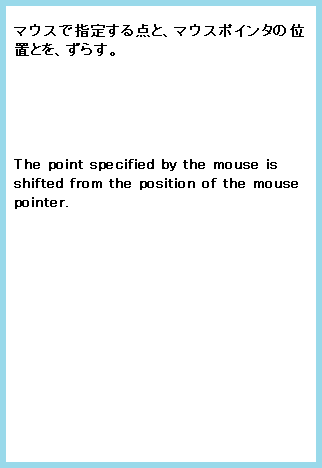 マウスで指定する点と、マウスポインタの位
置とを、ずらす。
The point specified by the mouse is
shifted from the position of the mouse
pointer.